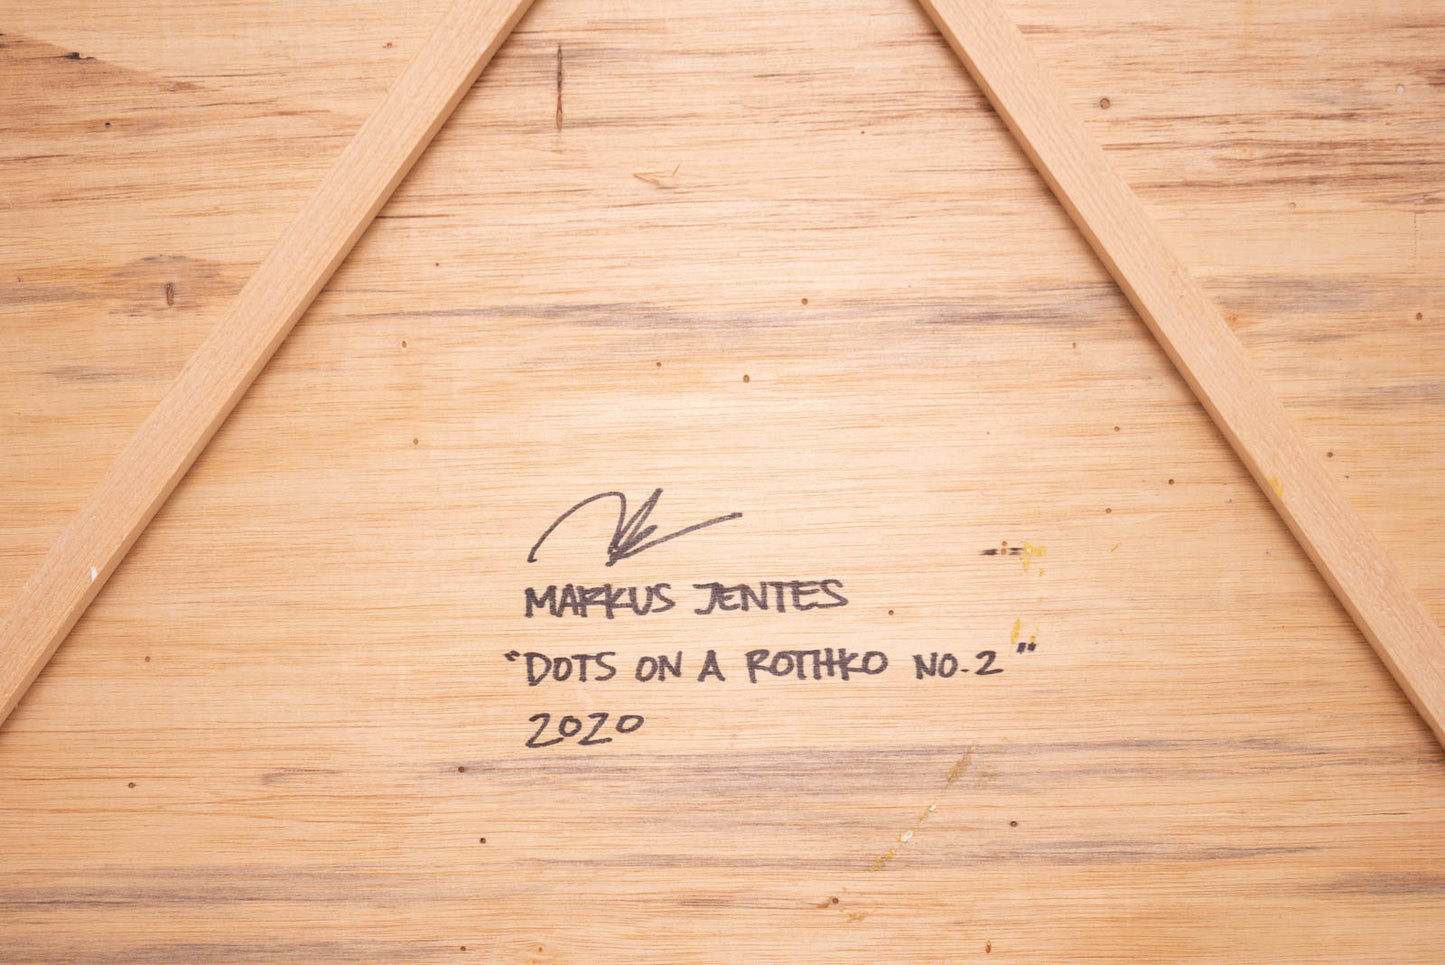 MARKUS JENTES
"DOTS ON A ROTHKO NO.2"
2020